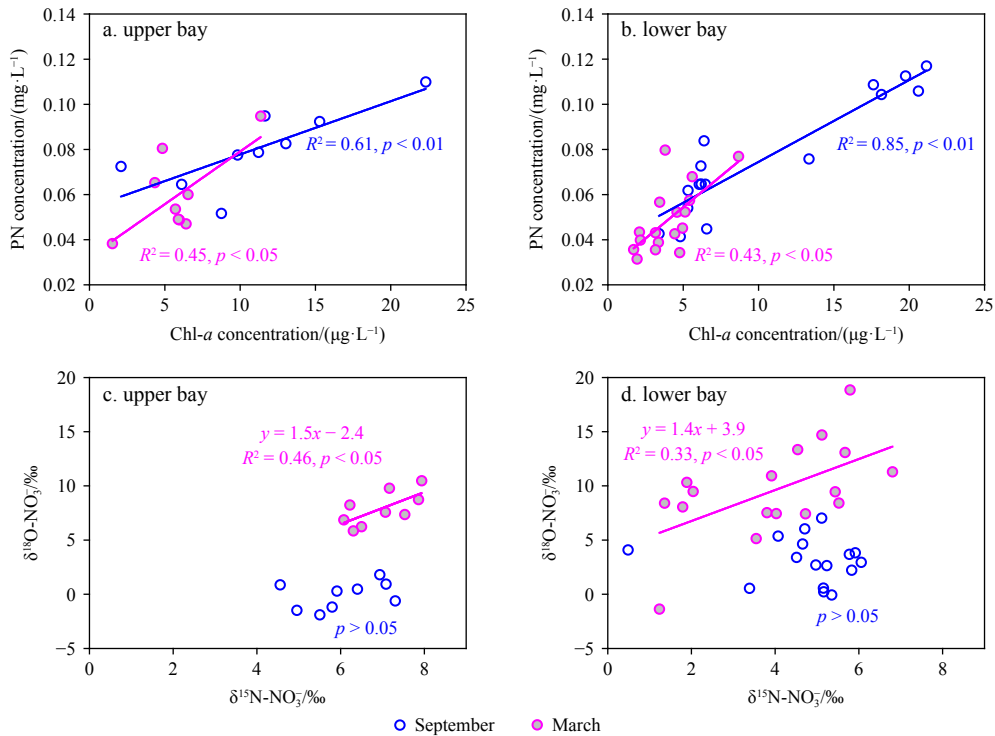 a. upper bay
PN concentration/(mg·L⁻¹)
0.14
0.12
0.10
0.08
0.06
0.04
0.02
R² = 0.61, p < 0.01
R² = 0.45, p < 0.05
0 5 10 15 20 25
Chl-a concentration/(μg·L⁻¹)
b. lower bay
PN concentration/(mg·L⁻¹)
0.14
0.12
0.10
0.08
0.06
0.04
0.02
R² = 0.85, p < 0.01
R² = 0.43, p < 0.05
0 5 10 15 20 25
Chl-a concentration/(μg·L⁻¹)
c. upper bay
δ¹⁸O-NO₃⁻/‰
20
15
10
5
0
−5
y = 1.5x − 2.4
R² = 0.46, p < 0.05
p > 0.05
0 2 4 6 8
δ¹⁵N-NO₃⁻/‰
d. lower bay
δ¹⁸O-NO₃⁻/‰
20
15
10
5
0
−5
y = 1.4x + 3.9
R² = 0.33, p < 0.05
p > 0.05
0 2 4 6 8
δ¹⁵N-NO₃⁻/‰
September March